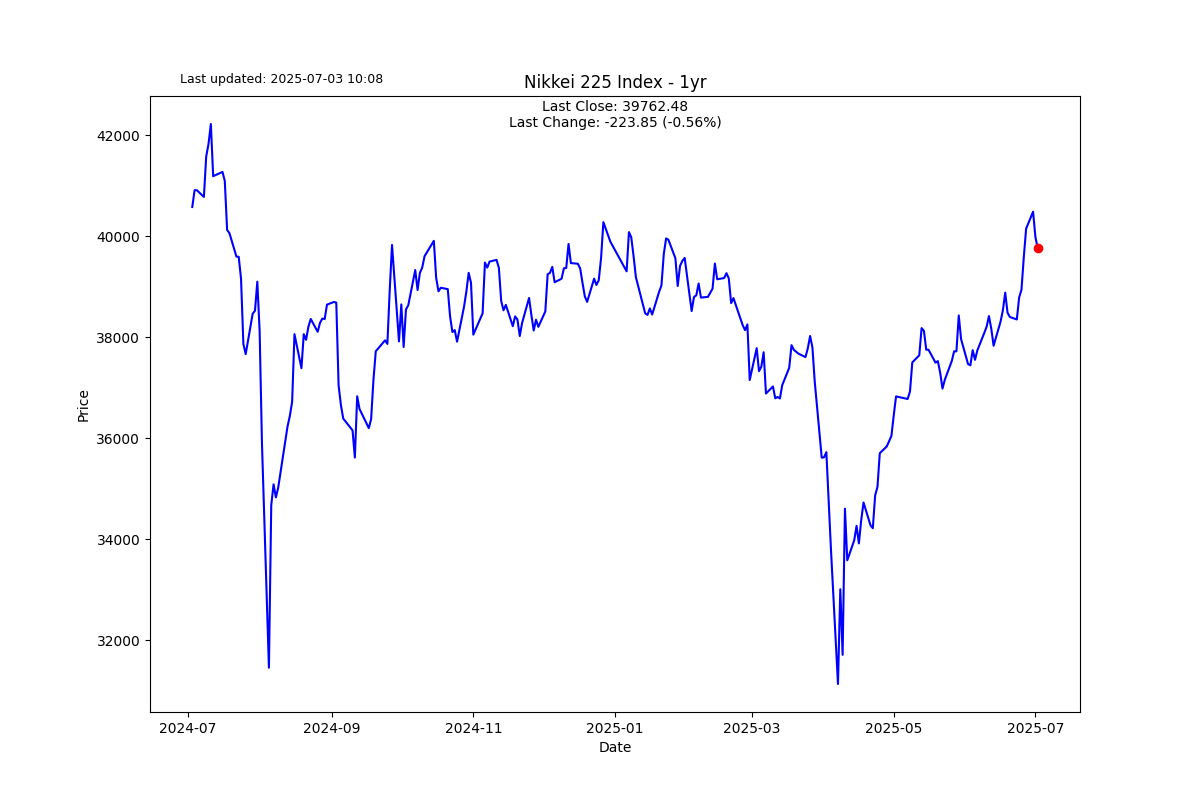 Last updated: 2025-07-03 10:08
Nikkei 225 Index - 1yr
Last Close: 39762.48
Last Change: -223.85 (-0.56%)
42000
40000
38000
36000
34000
32000
Price
2024-07
2024-09
2024-11
2025-01
2025-03
2025-05
2025-07
Date